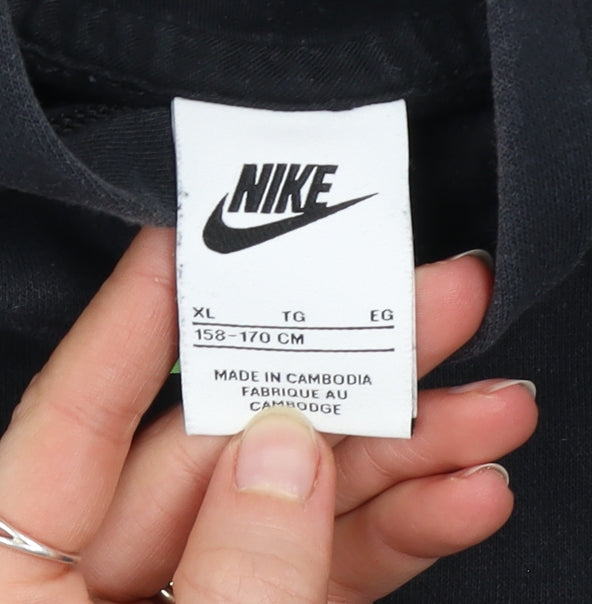 NIKE
XL TG EG
158-170 CM
MADE IN CAMBODIA
FABRIQUE AU
CAMBODGE